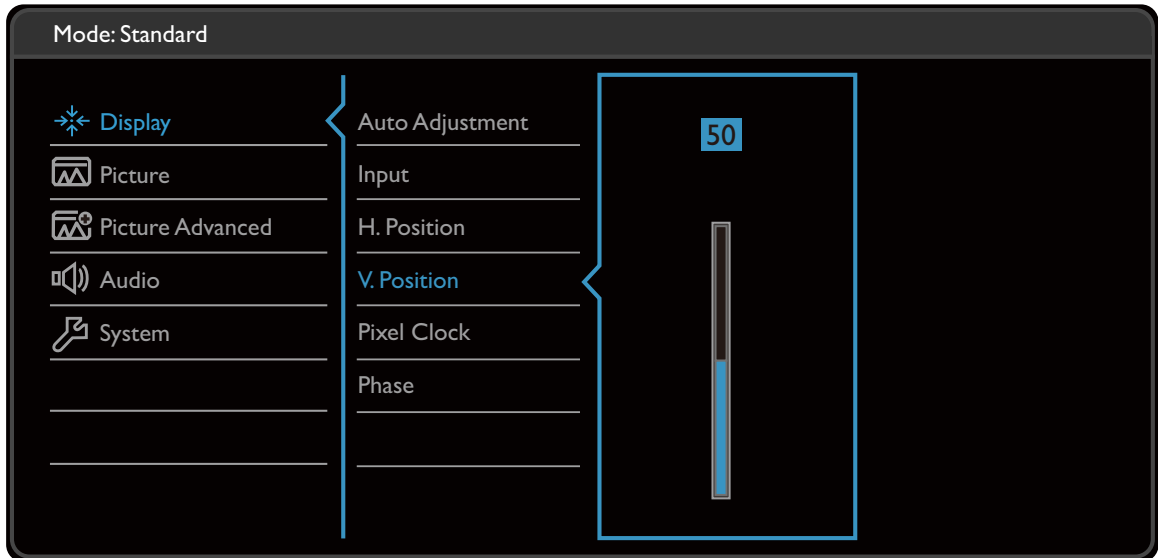 Mode: Standard
Display
Picture
Picture Advanced
Audio
System
Auto Adjustment
Input
H. Position
V. Position
Pixel Clock
Phase
50